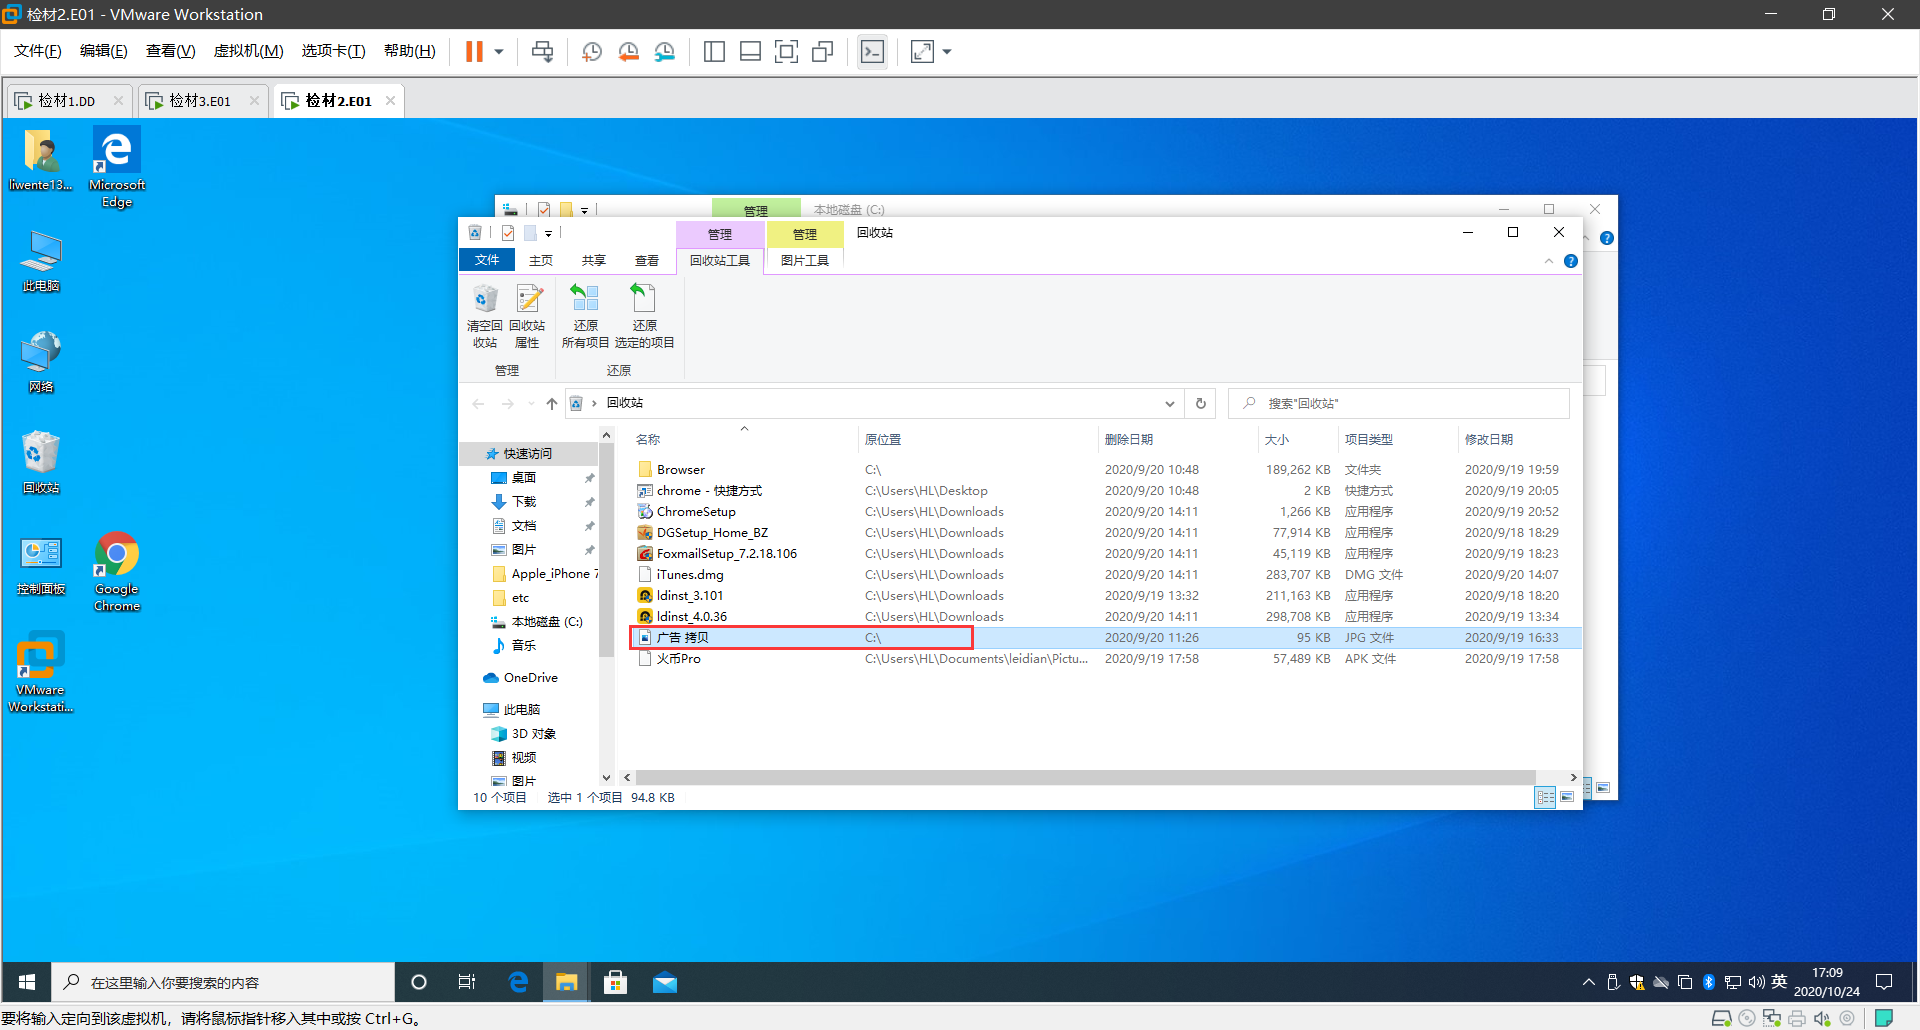 检材2.E01 - VMware Workstation
文件(F) 编辑(E) 查看(V) 虚拟机(M) 选项卡(T) 帮助(H)
检材1.DD 检材3.E01 检材2.E01
liwente13...
Microsoft
Edge
此电脑
网络
回收站
控制面板
Google
Chrome
VMware
Workstati...
管理 本地磁盘 (C:)
管理 管理 回收站
文件 主页 共享 查看 回收站工具 图片工具
清空回
收站
回收站
属性
还原
所有项目
还原
选定的项目
管理 还原
回收站
搜索"回收站"
快速访问
桌面
下载
文档
图片
Apple_iPhone 7
etc
本地磁盘 (C:)
音乐
OneDrive
此电脑
3D 对象
视频
图片
名称 原位置 删除日期 大小 项目类型 修改日期
Browser C:\ 2020/9/20 10:48 189,262 KB 文件夹 2020/9/19 19:59
chrome - 快捷方式 C:\Users\HL\Desktop 2020/9/20 10:48 2 KB 快捷方式 2020/9/19 20:05
ChromeSetup C:\Users\HL\Downloads 2020/9/20 14:11 1,266 KB 应用程序 2020/9/19 20:52
DGSetup_Home_BZ C:\Users\HL\Downloads 2020/9/20 14:11 77,914 KB 应用程序 2020/9/18 18:29
FoxmailSetup_7.2.18.106 C:\Users\HL\Downloads 2020/9/20 14:11 45,119 KB 应用程序 2020/9/19 18:23
iTunes.dmg C:\Users\HL\Downloads 2020/9/20 14:11 283,707 KB DMG 文件 2020/9/20 14:07
ldinst_3.101 C:\Users\HL\Downloads 2020/9/19 13:32 211,163 KB 应用程序 2020/9/18 18:20
ldinst_4.0.36 C:\Users\HL\Downloads 2020/9/20 14:11 298,708 KB 应用程序 2020/9/19 13:34
广告 拷贝 C:\ 2020/9/20 11:26 95 KB JPG 文件 2020/9/19 16:33
火币Pro C:\Users\HL\Documents\leidian\Pictu... 2020/9/19 17:58 57,489 KB APK 文件 2020/9/19 17:58
10 个项目 选中 1 个项目 94.8 KB
在这里输入你要搜索的内容
英
17:09
2020/10/24
要将输入定向到该虚拟机，请将鼠标指针移入其中或按 Ctrl+G。